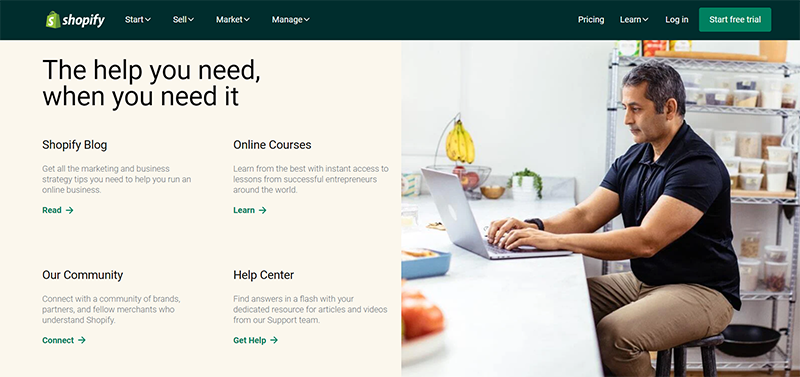 shopify
Start
Sell
Market
Manage
Pricing
Learn
Log in
Start free trial
The help you need,
when you need it
Shopify Blog
Get all the marketing and business
strategy tips you need to help you run an
online business.
Read →
Online Courses
Learn from the best with instant access to
lessons from successful entrepreneurs
around the world.
Learn →
Our Community
Connect with a community of brands,
partners, and fellow merchants who
understand Shopify.
Connect →
Help Center
Find answers in a flash with your
dedicated resource for articles and videos
from our Support team.
Get Help →